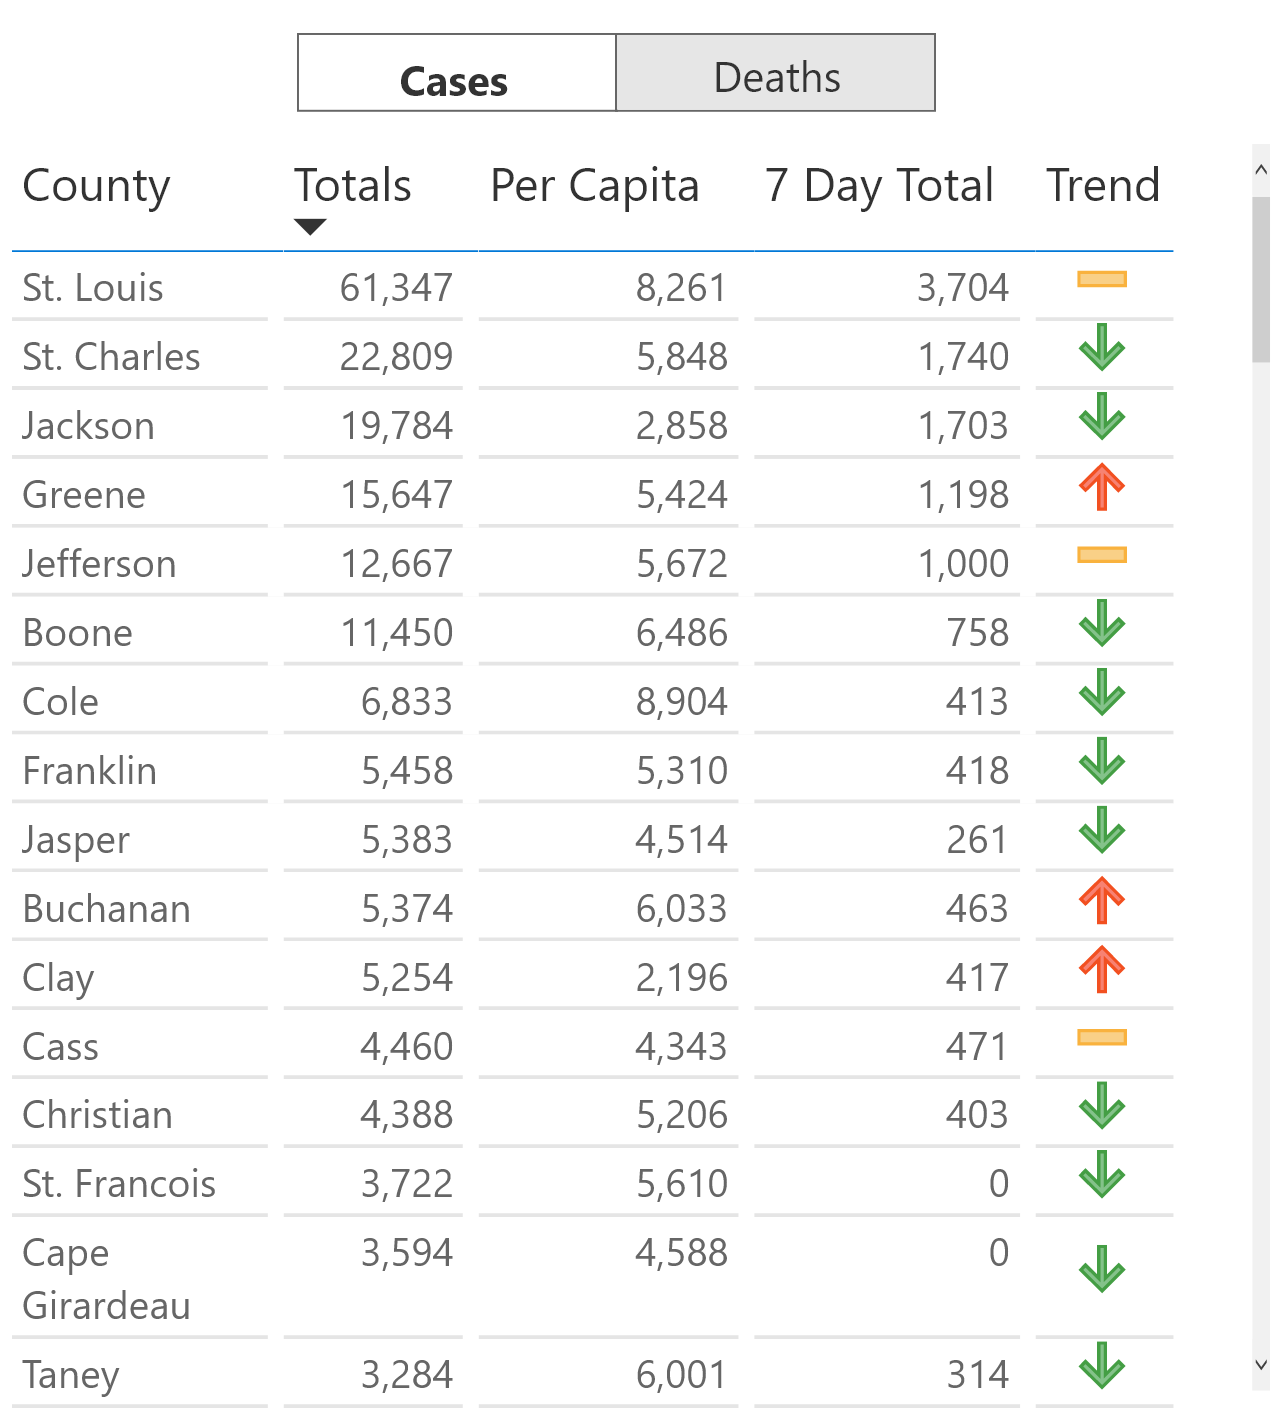 Cases Deaths
County Totals Per Capita 7 Day Total Trend
St. Louis 61,347 8,261 3,704
St. Charles 22,809 5,848 1,740
Jackson 19,784 2,858 1,703
Greene 15,647 5,424 1,198
Jefferson 12,667 5,672 1,000
Boone 11,450 6,486 758
Cole 6,833 8,904 413
Franklin 5,458 5,310 418
Jasper 5,383 4,514 261
Buchanan 5,374 6,033 463
Clay 5,254 2,196 417
Cass 4,460 4,343 471
Christian 4,388 5,206 403
St. Francois 3,722 5,610 0
Cape 3,594 4,588 0
Girardeau
Taney 3,284 6,001 314